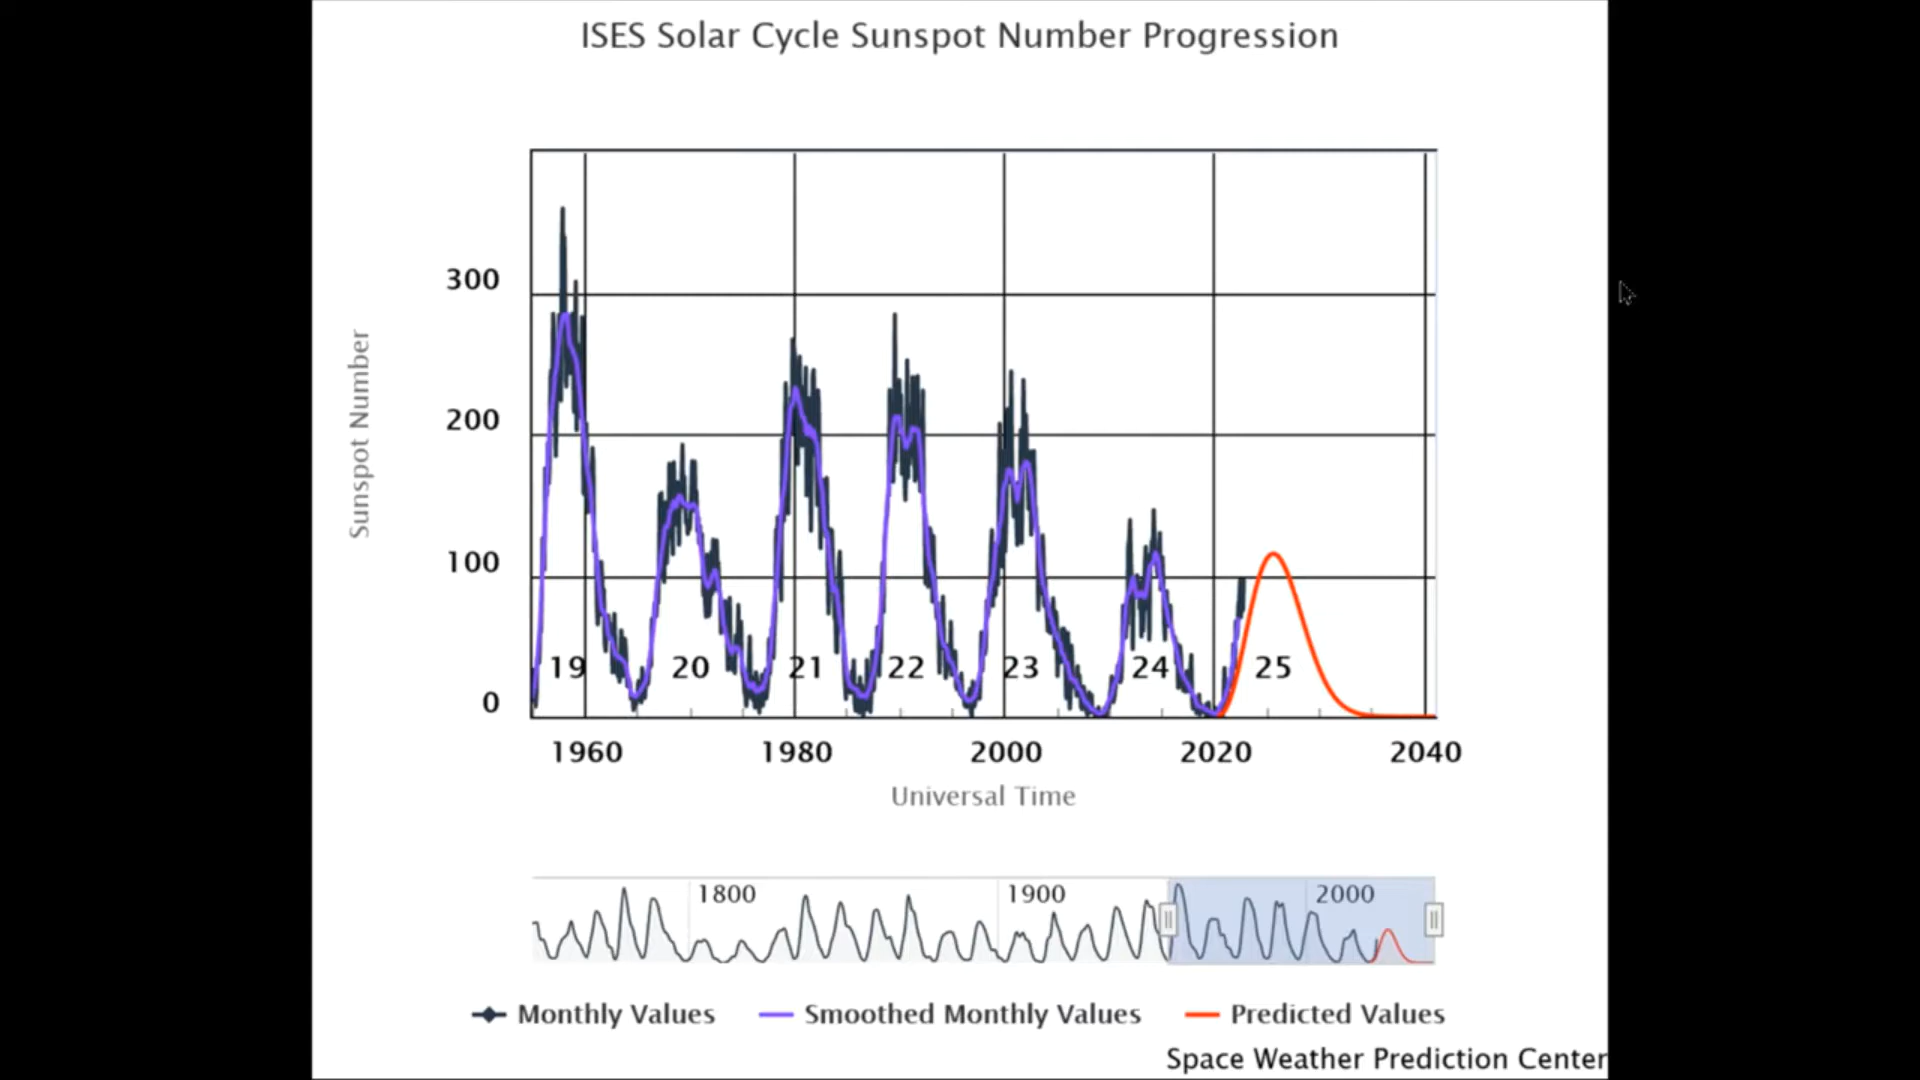 ISES Solar Cycle Sunspot Number Progression
300
200
100
0
Sunspot Number
19 20 21 22 23 24 25
1960 1980 2000 2020 2040
Universal Time
1800 1900 2000
Monthly Values Smoothed Monthly Values Predicted Values
Space Weather Prediction Center